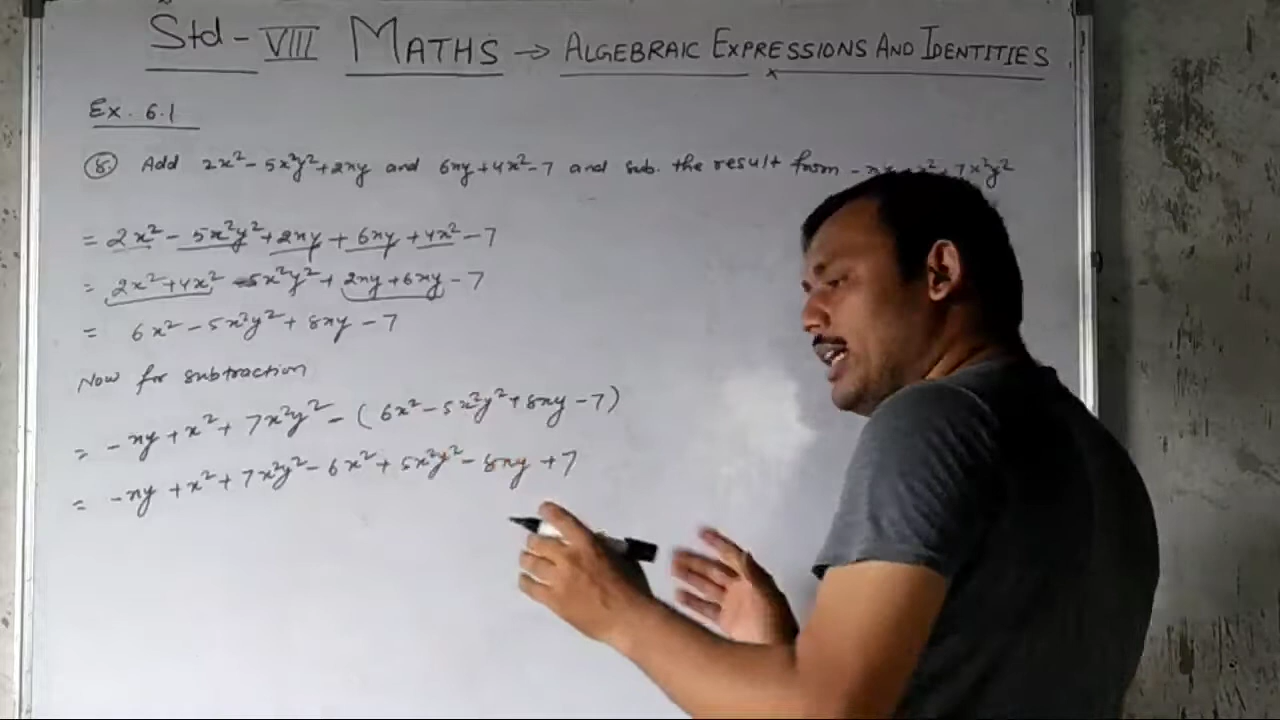 Std - VIII MATHS → ALGEBRAIC EXPRESSIONS AND IDENTITIES
Ex. 6.1
(8.) Add 2x² - 5x²y² + 2xy and 6xy + 4x² - 7 and sub. the result from - x² + 7x²y²
= 2x² - 5x²y² + 2xy + 6xy + 4x² - 7
= 2x² + 4x² - 5x²y² + 2xy + 6xy - 7
= 6x² - 5x²y² + 8xy - 7
Now for subtraction
= - xy + x² + 7x²y² - (6x² - 5x²y² + 8xy - 7)
= - xy + x² + 7x²y² - 6x² + 5x²y² - 8xy + 7